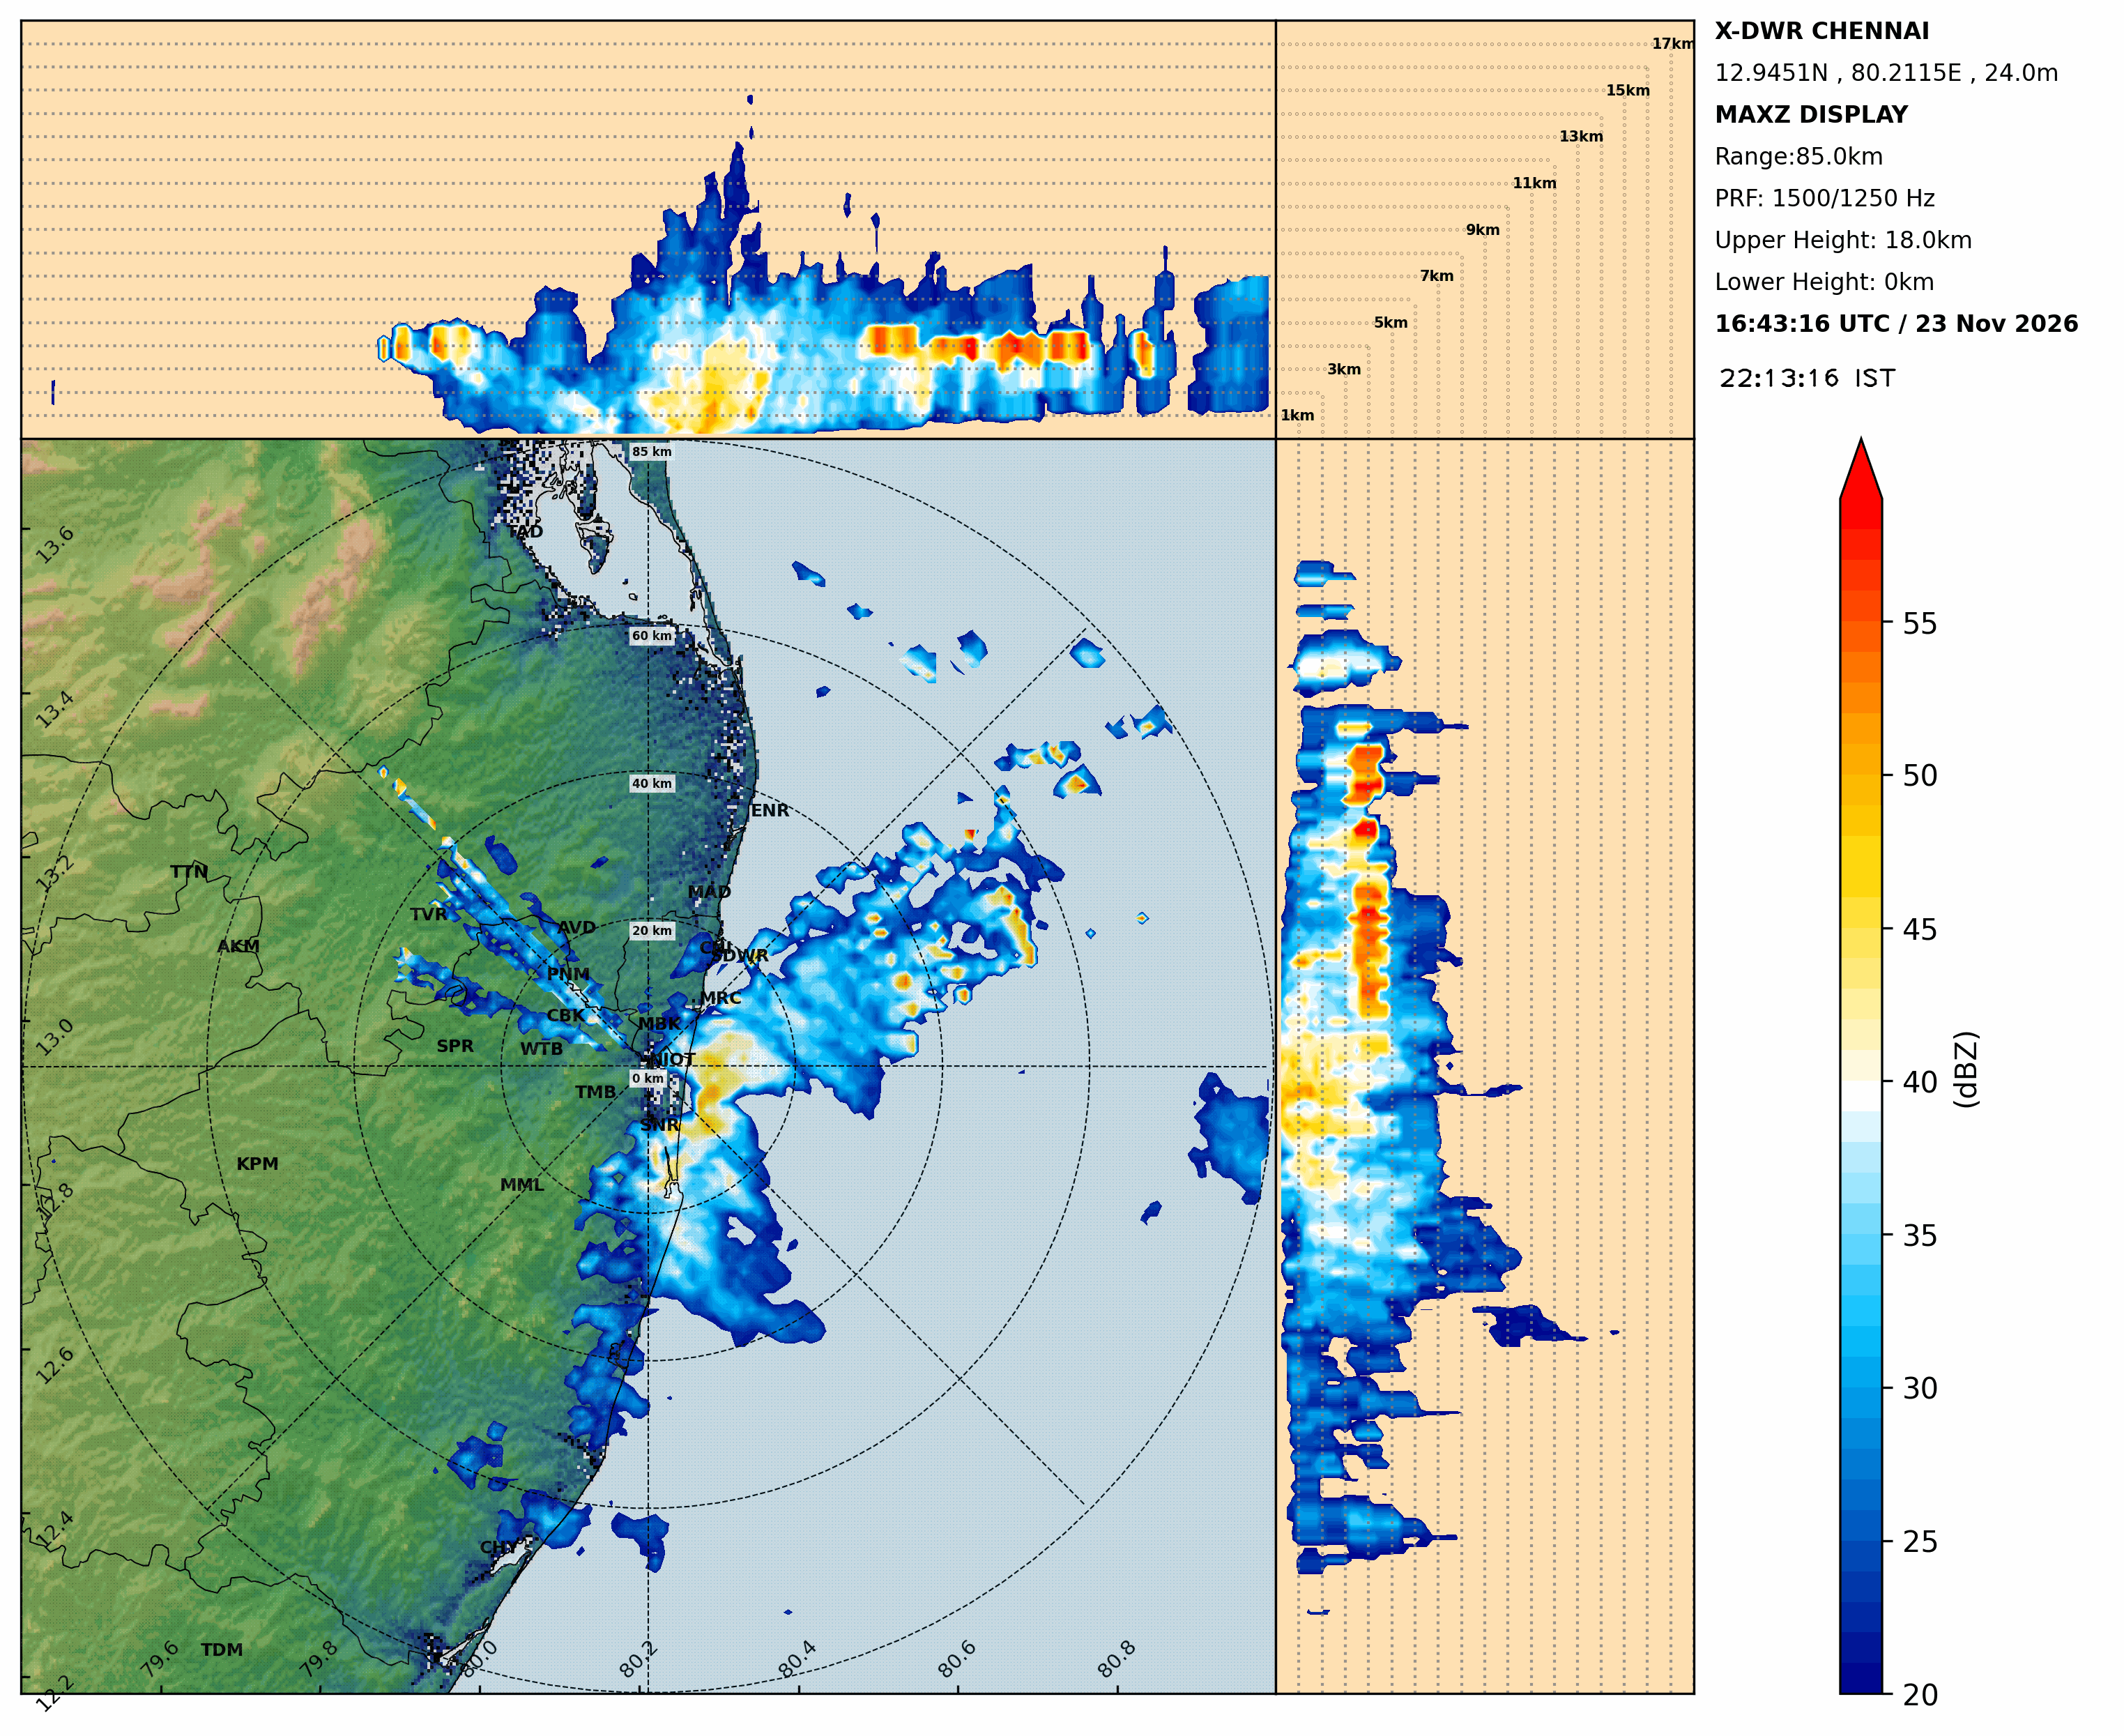 X-DWR CHENNAI
12.9451N , 80.2115E , 24.0m
MAXZ DISPLAY
Range:85.0km
PRF: 1500/1250 Hz
Upper Height: 18.0km
Lower Height: 0km
16:43:16 UTC / 23 Nov 2026
22:13:16 IST
17km
15km
13km
11km
9km
7km
5km
3km
1km
85 km
60 km
40 km
20 km
0 km
TAD
ENR
TTN
MAD
TVR
AVD
AKM
SDWR
PNM
MRC
CBK
MBK
SPR
WTB
NIOT
TMB
SNR
KPM
MML
CHY
TDM
13.6
13.4
13.2
13.0
12.8
12.6
12.4
12.2
79.6
79.8
80.0
80.2
80.4
80.6
80.8
55
50
45
40
35
30
25
20
(dBZ)